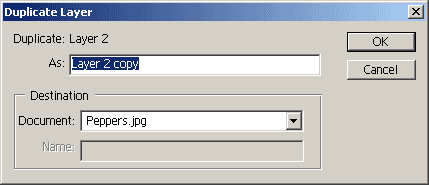 Duplicate Layer
Duplicate: Layer 2
OK
As: Layer 2 copy
Cancel
Destination
Document: Peppers.jpg
Name: